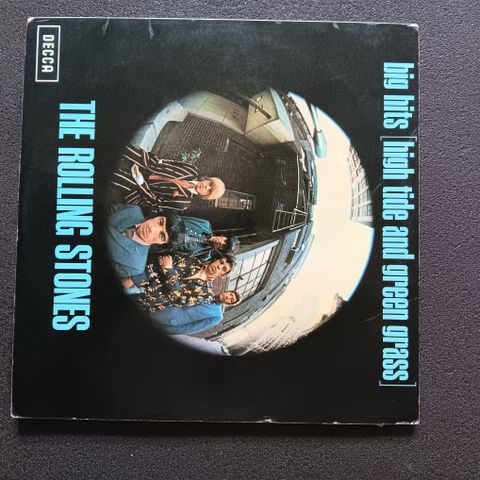 big hits [high tide and green grass]
THE ROLLING STONES
DECCA